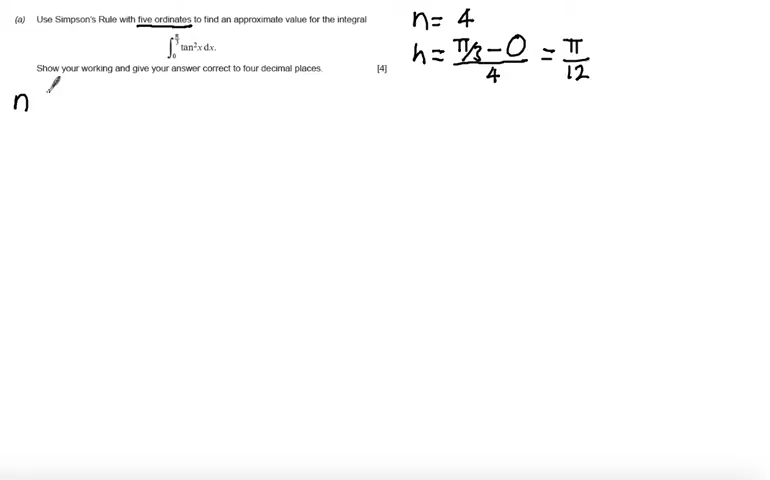 (a) Use Simpson's Rule with five ordinates to find an approximate value for the integral
∫₀^{π/3} tan²x dx.
Show your working and give your answer correct to four decimal places. [4]
n = 4
h = (π/3 − 0)/4 = π/12
n